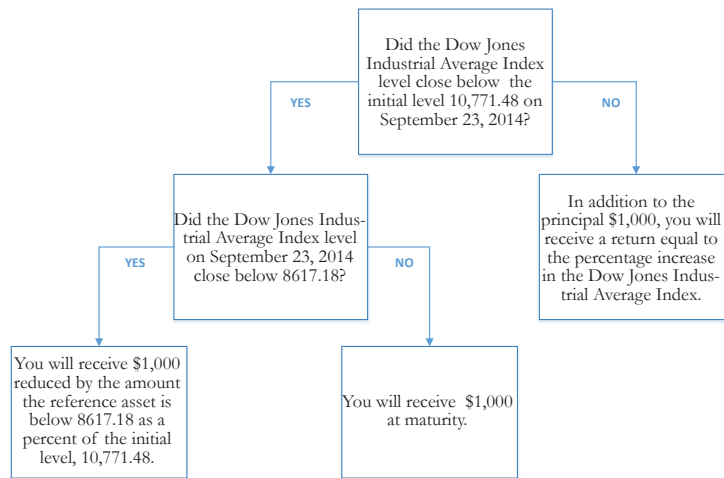 Did the Dow Jones
Industrial Average Index
level close below the
initial level 10,771.48 on
September 23, 2014?
YES
NO
Did the Dow Jones Indus-
trial Average Index level
on September 23, 2014
close below 8617.18?
In addition to the
principal $1,000, you will
receive a return equal to
the percentage increase
in the Dow Jones Indus-
trial Average Index.
YES
NO
You will receive $1,000
reduced by the amount
the reference asset is
below 8617.18 as a
percent of the initial
level, 10,771.48.
You will receive $1,000
at maturity.